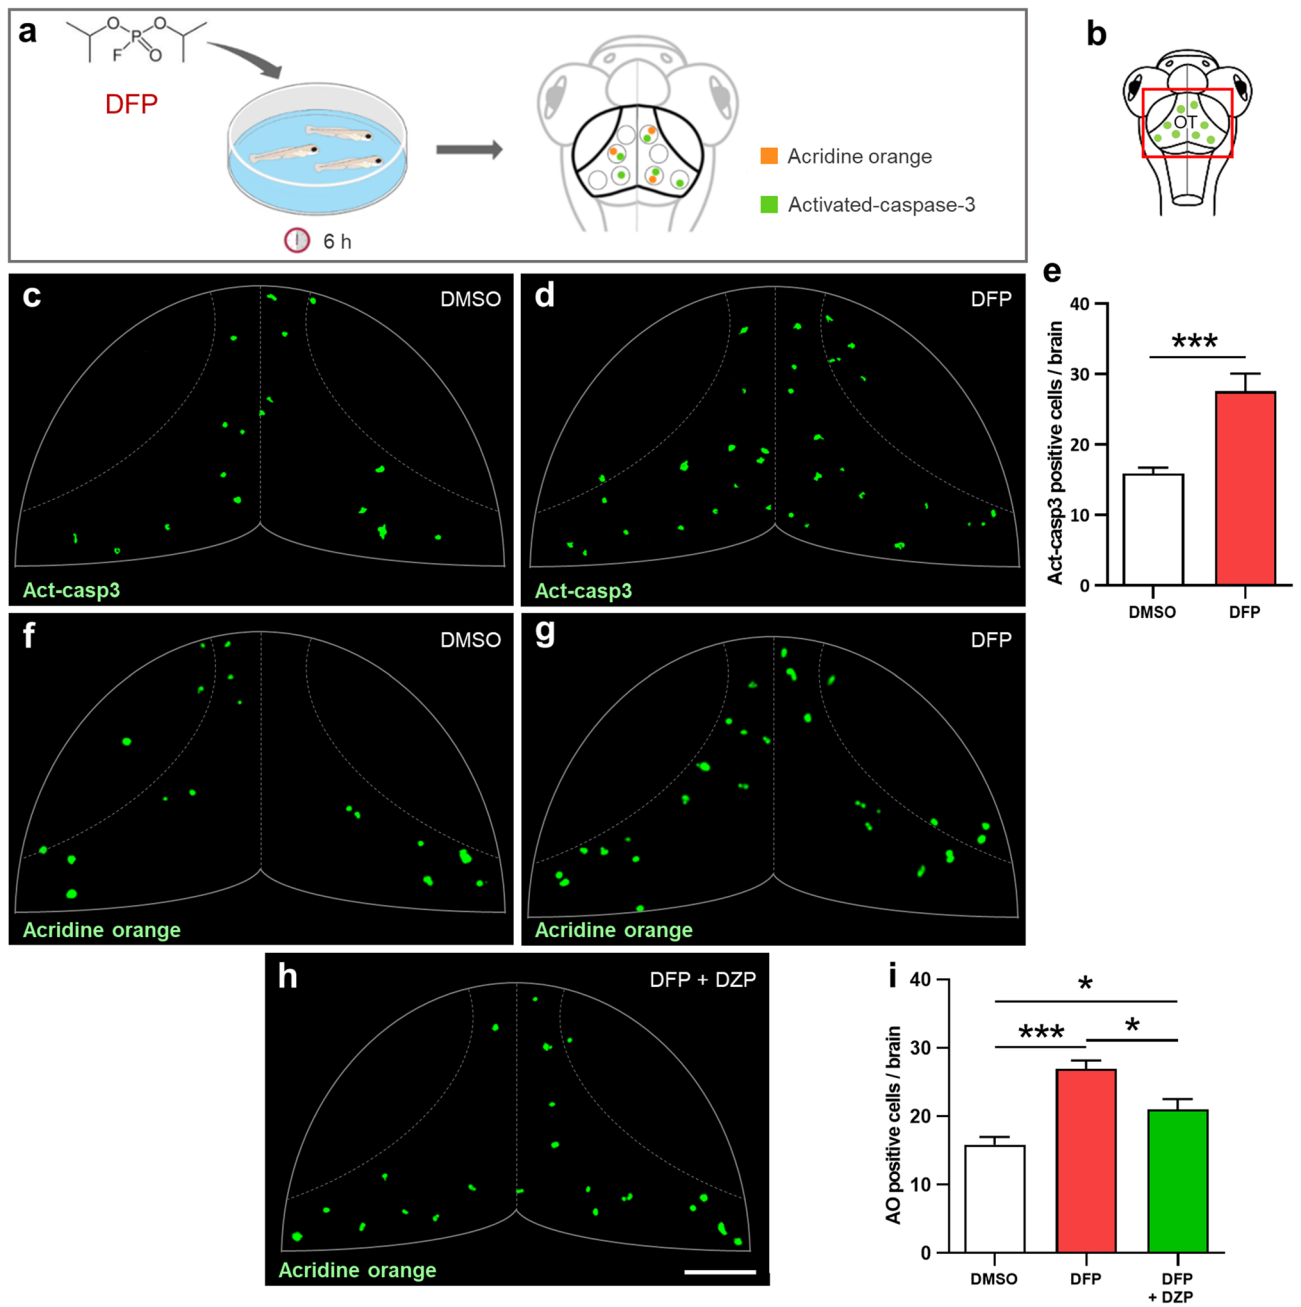 a
O
P
O
F
O
DFP
6 h
Acridine orange
Activated-caspase-3
b
OT
c
DMSO
Act-casp3
d
DFP
Act-casp3
e
Act-casp3 positive cells / brain
40
30
20
10
0
***
DMSO
DFP
f
DMSO
Acridine orange
g
DFP
Acridine orange
h
DFP + DZP
Acridine orange
i
AO positive cells / brain
40
30
20
10
0
*
***
*
DMSO
DFP
DFP
+ DZP